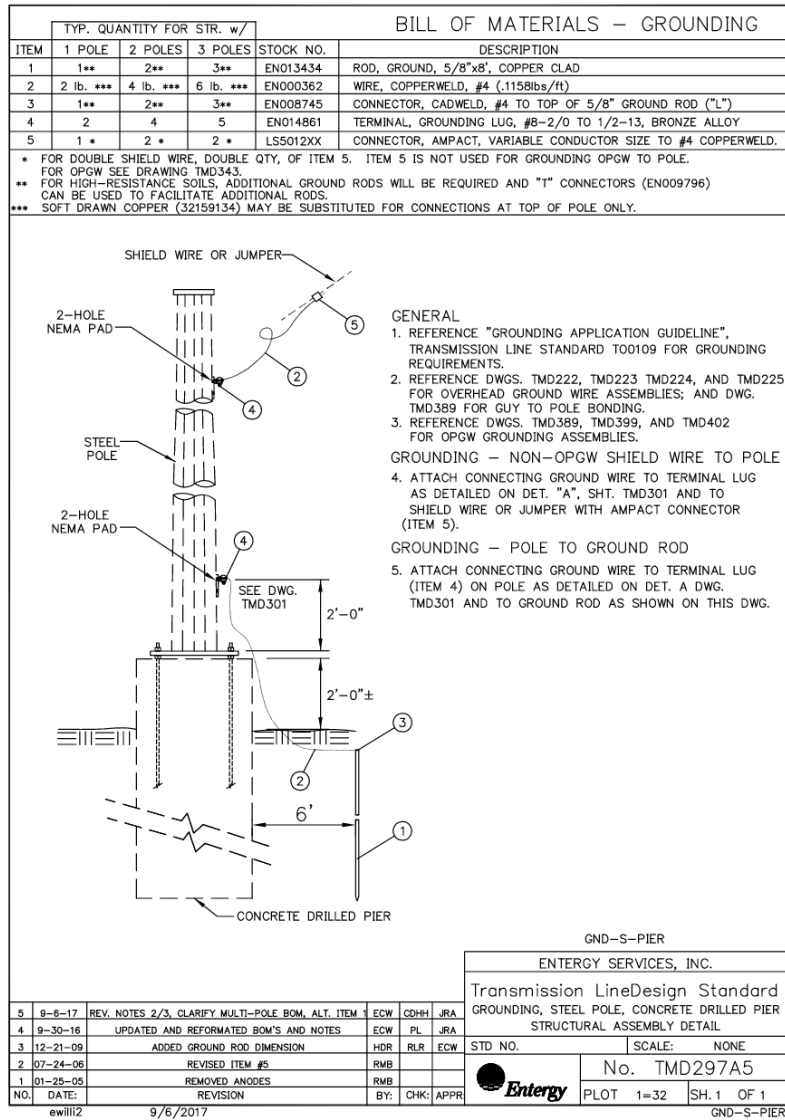 TYP. QUANTITY FOR STR. w/
BILL OF MATERIALS – GROUNDING
ITEM 1 POLE 2 POLES 3 POLES STOCK NO. DESCRIPTION
1 1** 2** 3** EN013434 ROD, GROUND, 5/8"x8', COPPER CLAD
2 2 lb. *** 4 lb. *** 6 lb. *** EN000362 WIRE, COPPERWELD, #4 (.1158lbs/ft)
3 1** 2** 3** EN008745 CONNECTOR, CADWELD, #4 TO TOP OF 5/8" GROUND ROD ("L")
4 2 4 5 EN014861 TERMINAL, GROUNDING LUG, #8-2/0 TO 1/2-13, BRONZE ALLOY
5 1 * 2 * 2 * LS5012XX CONNECTOR, AMPACT, VARIABLE CONDUCTOR SIZE TO #4 COPPERWELD.
* FOR DOUBLE SHIELD WIRE, DOUBLE QTY, OF ITEM 5. ITEM 5 IS NOT USED FOR GROUNDING OPGW TO POLE.
FOR OPGW SEE DRAWING TMD343.
** FOR HIGH-RESISTANCE SOILS, ADDITIONAL GROUND RODS WILL BE REQUIRED AND "T" CONNECTORS (EN009796)
CAN BE USED TO FACILITATE ADDITIONAL RODS.
*** SOFT DRAWN COPPER (32159134) MAY BE SUBSTITUTED FOR CONNECTIONS AT TOP OF POLE ONLY.
SHIELD WIRE OR JUMPER
2-HOLE
NEMA PAD
5
2
4
STEEL
POLE
2-HOLE
NEMA PAD
4
SEE DWG.
TMD301
2'-0"
2'-0"±
3
2
6'
1
CONCRETE DRILLED PIER
GENERAL
1. REFERENCE "GROUNDING APPLICATION GUIDELINE",
TRANSMISSION LINE STANDARD TO0109 FOR GROUNDING
REQUIREMENTS.
2. REFERENCE DWGS. TMD222, TMD223 TMD224, AND TMD225
FOR OVERHEAD GROUND WIRE ASSEMBLIES; AND DWG.
TMD389 FOR GUY TO POLE BONDING.
3. REFERENCE DWGS. TMD389, TMD399, AND TMD402
FOR OPGW GROUNDING ASSEMBLIES.
GROUNDING – NON-OPGW SHIELD WIRE TO POLE
4. ATTACH CONNECTING GROUND WIRE TO TERMINAL LUG
AS DETAILED ON DET. "A", SHT. TMD301 AND TO
SHIELD WIRE OR JUMPER WITH AMPACT CONNECTOR
(ITEM 5).
GROUNDING – POLE TO GROUND ROD
5. ATTACH CONNECTING GROUND WIRE TO TERMINAL LUG
(ITEM 4) ON POLE AS DETAILED ON DET. A DWG.
TMD301 AND TO GROUND ROD AS SHOWN ON THIS DWG.
GND-S-PIER
ENTERGY SERVICES, INC.
Transmission LineDesign Standard
GROUNDING, STEEL POLE, CONCRETE DRILLED PIER
STRUCTURAL ASSEMBLY DETAIL
STD NO. SCALE: NONE
Entergy
No. TMD297A5
PLOT 1=32 SH. 1 OF 1
5 9-6-17 REV. NOTES 2/3, CLARIFY MULTI-POLE BOM, ALT. ITEM 1 ECW CDHH JRA
4 9-30-16 UPDATED AND REFORMATED BOM'S AND NOTES ECW PL JRA
3 12-21-09 ADDED GROUND ROD DIMENSION HDR RLR ECW
2 07-24-06 REVISED ITEM #5 RMB
1 01-25-05 REMOVED ANODES RMB
NO. DATE: REVISION BY: CHK: APPR:
ewilli2 9/6/2017 GND-S-PIER